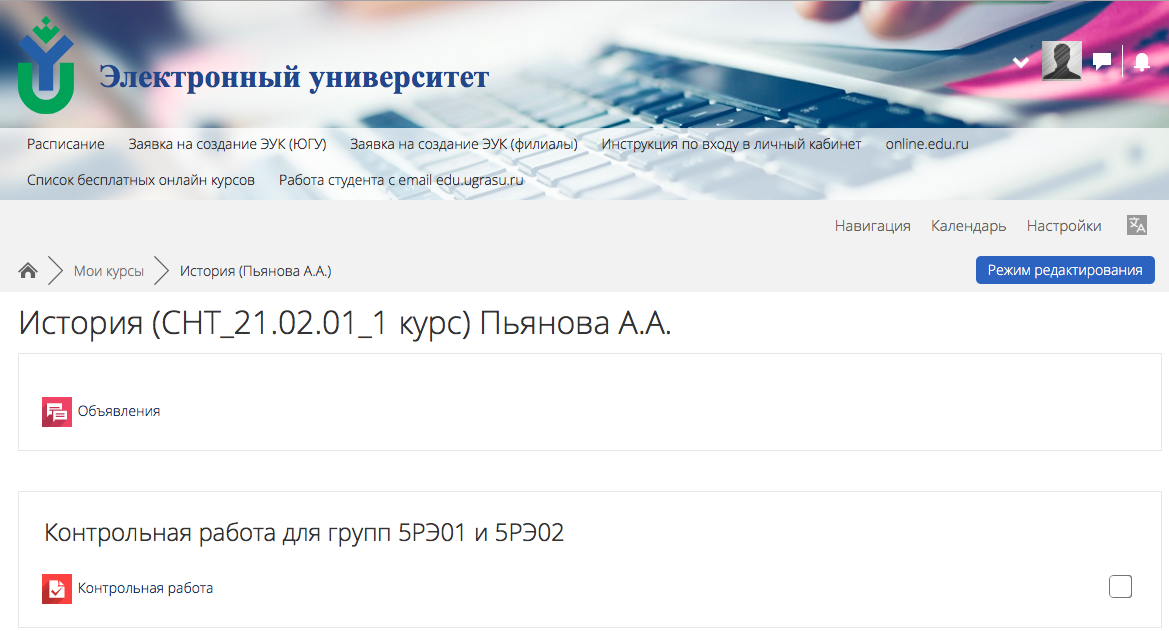 Электронный университет
Расписание Заявка на создание ЭУК (ЮГУ) Заявка на создание ЭУК (филиалы) Инструкция по входу в личный кабинет online.edu.ru
Список бесплатных онлайн курсов Работа студента с email edu.ugrasu.ru
Навигация Календарь Настройки
Мои курсы История (Пьянова А.А.) Режим редактирования
История (СНТ_21.02.01_1 курс) Пьянова А.А.
Объявления
Контрольная работа для групп 5РЭ01 и 5РЭ02
Контрольная работа